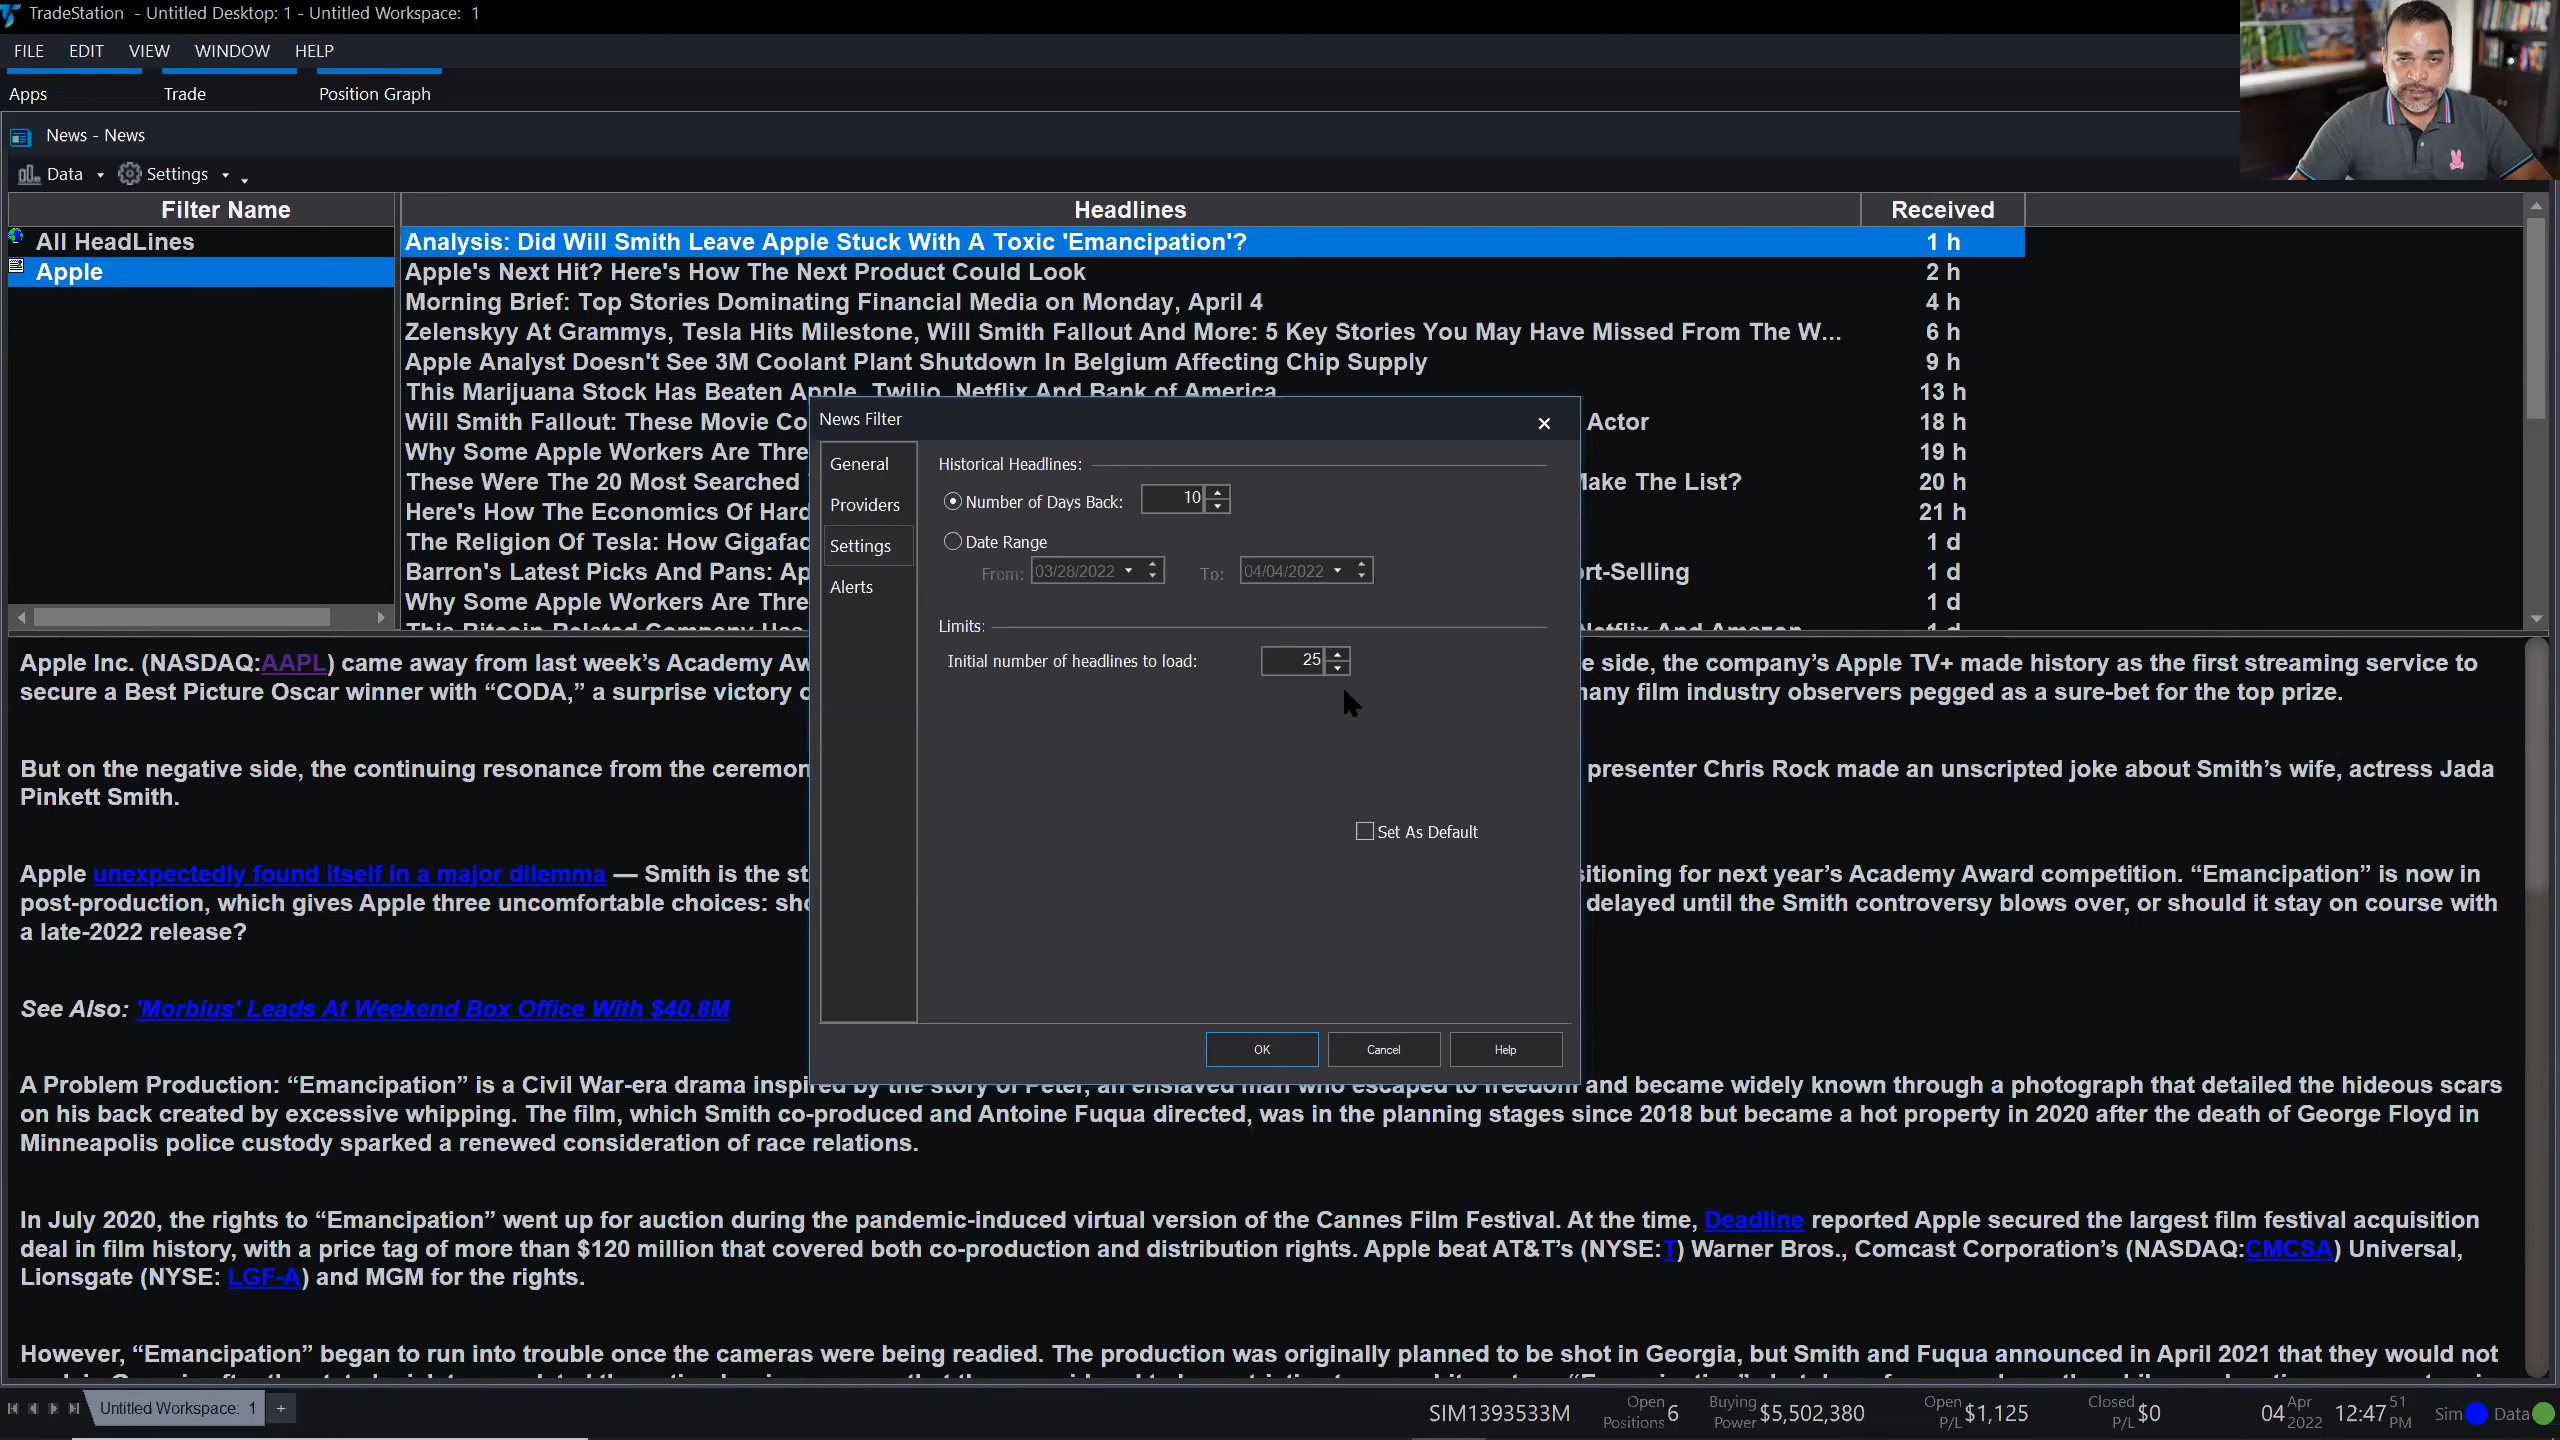 TradeStation - Untitled Desktop: 1 - Untitled Workspace: 1
FILE EDIT VIEW WINDOW HELP
Apps Trade Position Graph
News - News
Data Settings
Filter Name Headlines Received
All HeadLines
Apple
Analysis: Did Will Smith Leave Apple Stuck With A Toxic 'Emancipation'? 1 h
Apple's Next Hit? Here's How The Next Product Could Look 2 h
Morning Brief: Top Stories Dominating Financial Media on Monday, April 4 4 h
Zelenskyy At Grammys, Tesla Hits Milestone, Will Smith Fallout And More: 5 Key Stories You May Have Missed From The W... 6 h
Apple Analyst Doesn't See 3M Coolant Plant Shutdown In Belgium Affecting Chip Supply 9 h
This Marijuana Stock Has Beaten Apple, Twilio, Netflix And Bank of America 13 h
Will Smith Fallout: These Movie Co Actor 18 h
Why Some Apple Workers Are Thre 19 h
These Were The 20 Most Searched Make The List? 20 h
Here's How The Economics Of Hard 21 h
The Religion Of Tesla: How Gigafac 1 d
Barron's Latest Picks And Pans: Ap rt-Selling 1 d
Why Some Apple Workers Are Thre 1 d
This Bitcoin-Related Company Has Netflix And Amazon 1 d
News Filter
General
Providers
Settings
Alerts
Historical Headlines:
Number of Days Back: 10
Date Range
From: 03/28/2022 To: 04/04/2022
Limits:
Initial number of headlines to load: 25
Set As Default
OK Cancel Help
Apple Inc. (NASDAQ:AAPL) came away from last week’s Academy Aw e side, the company’s Apple TV+ made history as the first streaming service to
secure a Best Picture Oscar winner with “CODA,” a surprise victory o many film industry observers pegged as a sure-bet for the top prize.
But on the negative side, the continuing resonance from the ceremon presenter Chris Rock made an unscripted joke about Smith’s wife, actress Jada
Pinkett Smith.
Apple unexpectedly found itself in a major dilemma — Smith is the st sitioning for next year’s Academy Award competition. “Emancipation” is now in
post-production, which gives Apple three uncomfortable choices: sho delayed until the Smith controversy blows over, or should it stay on course with
a late-2022 release?
See Also: 'Morbius' Leads At Weekend Box Office With $40.8M
A Problem Production: “Emancipation” is a Civil War-era drama inspired by the story of Peter, an enslaved man who escaped to freedom and became widely known through a photograph that detailed the hideous scars
on his back created by excessive whipping. The film, which Smith co-produced and Antoine Fuqua directed, was in the planning stages since 2018 but became a hot property in 2020 after the death of George Floyd in
Minneapolis police custody sparked a renewed consideration of race relations.
In July 2020, the rights to “Emancipation” went up for auction during the pandemic-induced virtual version of the Cannes Film Festival. At the time, Deadline reported Apple secured the largest film festival acquisition
deal in film history, with a price tag of more than $120 million that covered both co-production and distribution rights. Apple beat AT&T’s (NYSE:T) Warner Bros., Comcast Corporation’s (NASDAQ:CMCSA) Universal,
Lionsgate (NYSE: LGF-A) and MGM for the rights.
However, “Emancipation” began to run into trouble once the cameras were being readied. The production was originally planned to be shot in Georgia, but Smith and Fuqua announced in April 2021 that they would not
Untitled Workspace: 1 +
SIM1393533M Open Positions 6 Buying Power $5,502,380 Open P/L $1,125 Closed P/L $0 04 Apr 2022 12:47 51 PM Sim Data